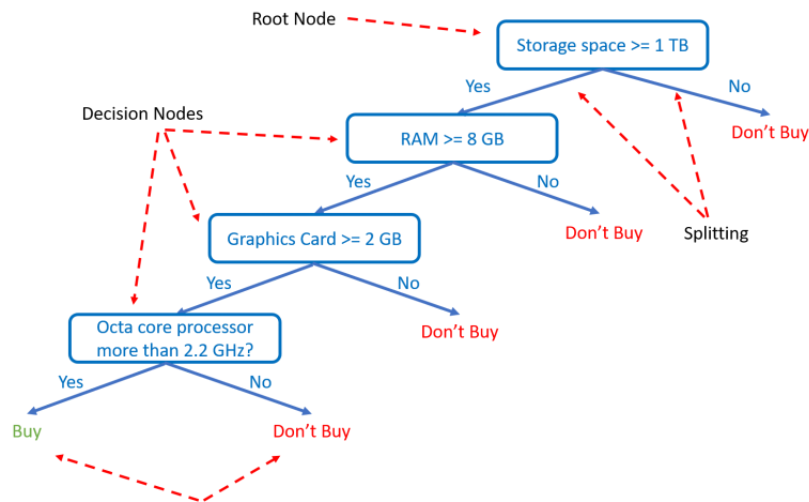 Root Node
Storage space >= 1 TB
Yes
No
Decision Nodes
RAM >= 8 GB
Don't Buy
Yes
No
Graphics Card >= 2 GB
Don't Buy
Splitting
Yes
No
Octa core processor
more than 2.2 GHz?
Don't Buy
Yes
No
Buy
Don't Buy